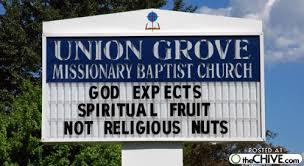 UNION GROVE
MISSIONARY BAPTIST CHURCH
GOD EXPECTS
SPIRITUAL FRUIT
NOT RELIGIOUS NUTS
POSTED AT
theCHIVE.COM